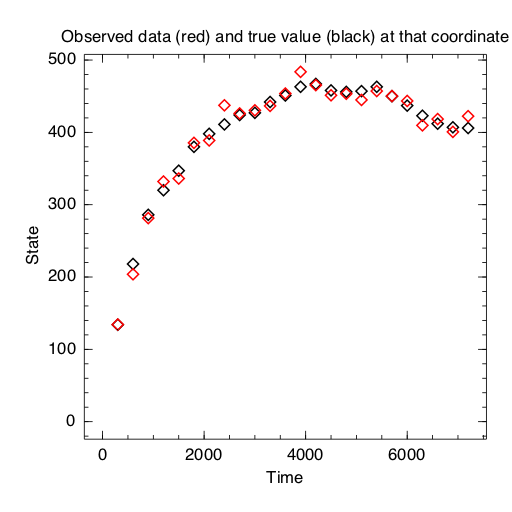 Observed data (red) and true value (black) at that coordinate
500
400
300
200
100
0
State
0 2000 4000 6000
Time